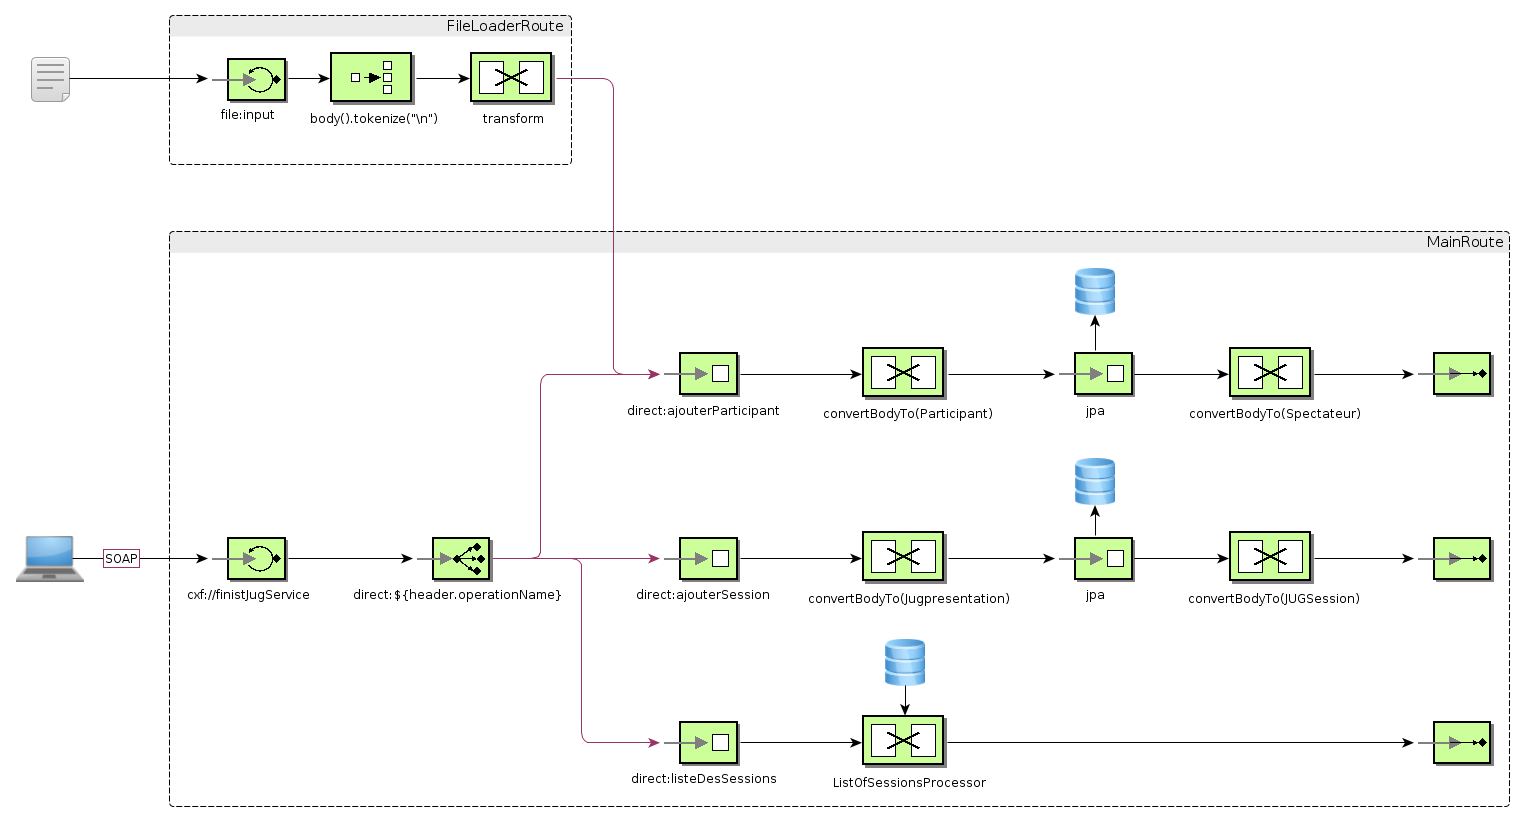 FileLoaderRoute
file:input
body().tokenize("\n")
transform
MainRoute
direct:ajouterParticipant
convertBodyTo(Participant)
jpa
convertBodyTo(Spectateur)
SOAP
cxf://finistJugService
direct:${header.operationName}
direct:ajouterSession
convertBodyTo(Jugpresentation)
jpa
convertBodyTo(JUGSession)
direct:listeDesSessions
ListOfSessionsProcessor